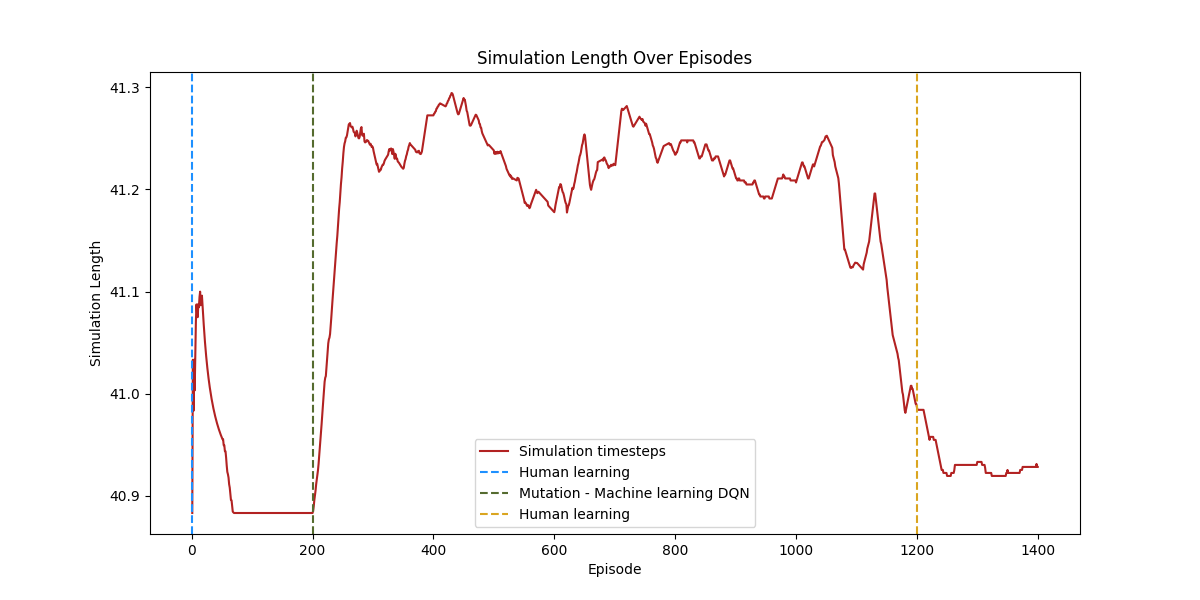 Simulation Length Over Episodes
Simulation Length
41.3
41.2
41.1
41.0
40.9
0 200 400 600 800 1000 1200 1400
Episode
Simulation timesteps
Human learning
Mutation - Machine learning DQN
Human learning